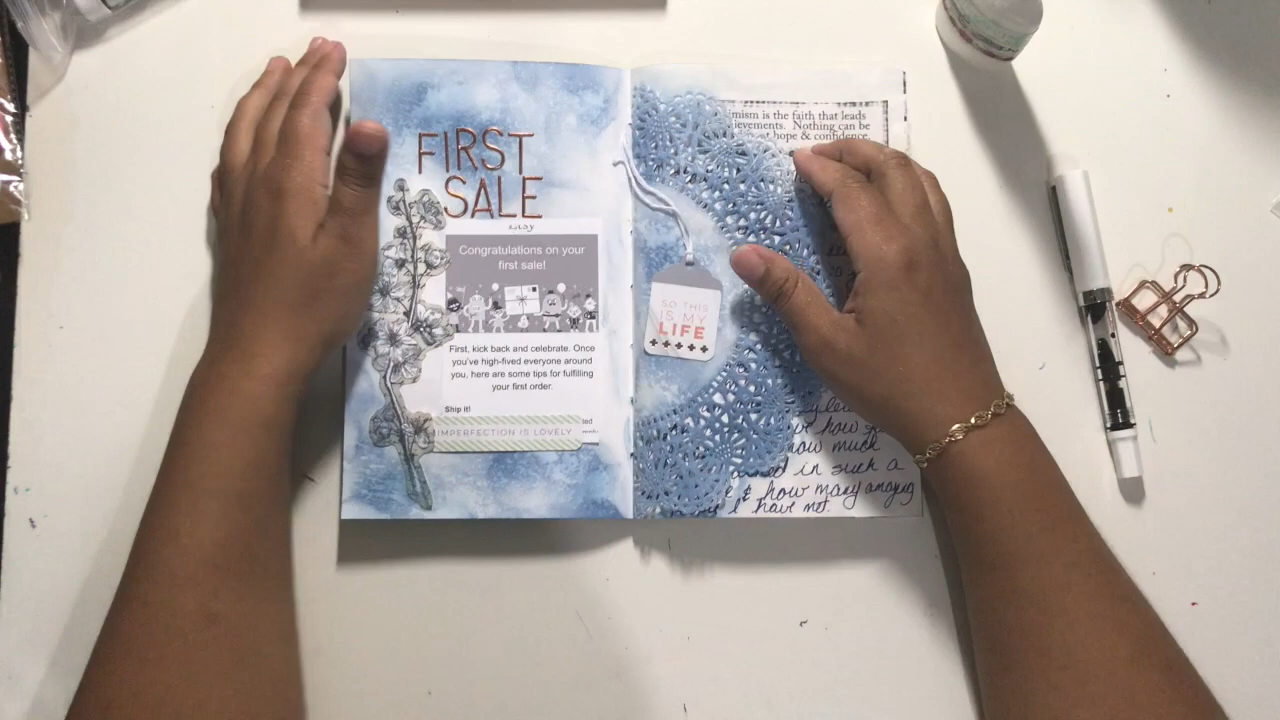 FIRST
SALE
Etsy
Congratulations on your
first sale!
First, kick back and celebrate. Once
you've high-fived everyone around
you, here are some tips for fulfilling
your first order.
Ship it!
IMPERFECTION IS LOVELY
SO THIS
IS MY
LIFE
is the faith that leads
Nothing can be
hope & confidence.
how
how much
in such a
& how many amazing
I have met.